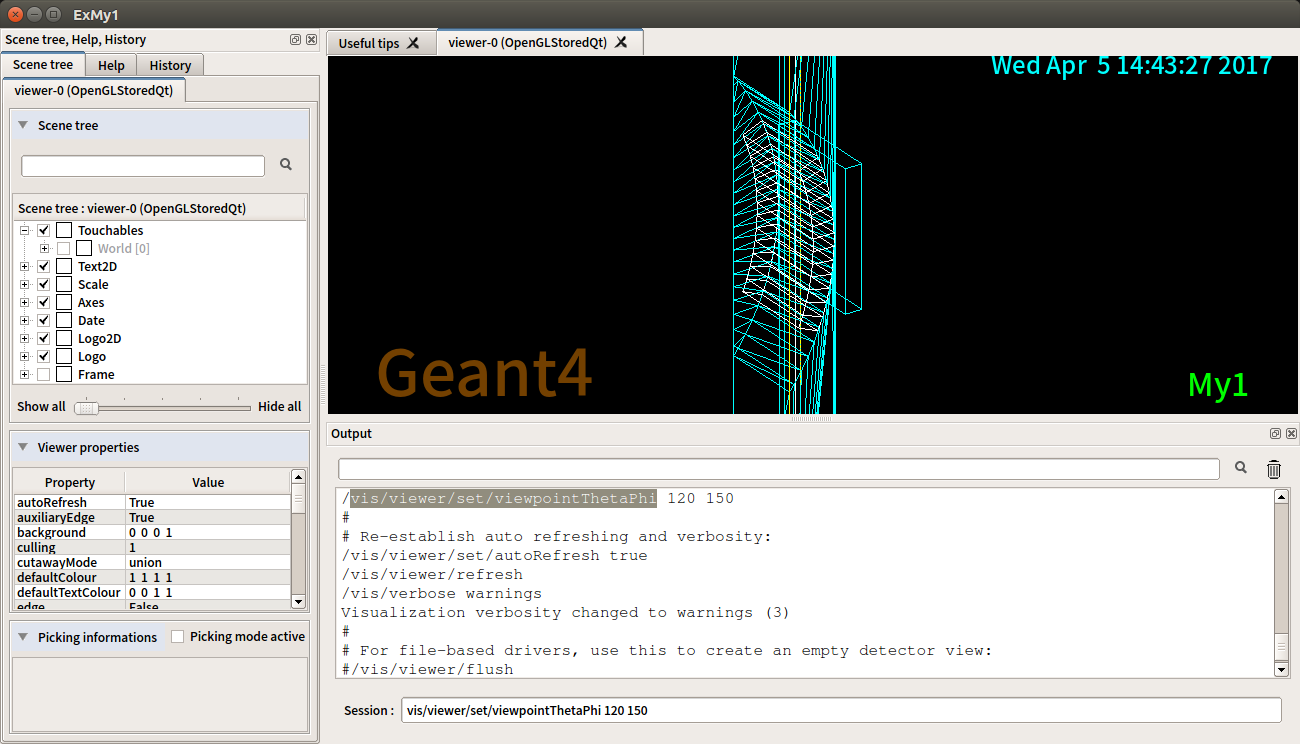 ExMy1
Scene tree, Help, History
Scene tree Help History
viewer-0 (OpenGLStoredQt)
Scene tree
Scene tree : viewer-0 (OpenGLStoredQt)
Touchables
World [0]
Text2D
Scale
Axes
Date
Logo2D
Logo
Frame
Show all Hide all
Viewer properties
Property Value
autoRefresh True
auxiliaryEdge True
background 0 0 0 1
culling 1
cutawayMode union
defaultColour 1 1 1 1
defaultTextColour 0 0 1 1
edge False
Picking informations Picking mode active
Useful tips viewer-0 (OpenGLStoredQt)
Wed Apr 5 14:43:27 2017
Geant4
My1
Output
/vis/viewer/set/viewpointThetaPhi 120 150
#
# Re-establish auto refreshing and verbosity:
/vis/viewer/set/autoRefresh true
/vis/viewer/refresh
/vis/verbose warnings
Visualization verbosity changed to warnings (3)
#
# For file-based drivers, use this to create an empty detector view:
#/vis/viewer/flush
Session : vis/viewer/set/viewpointThetaPhi 120 150